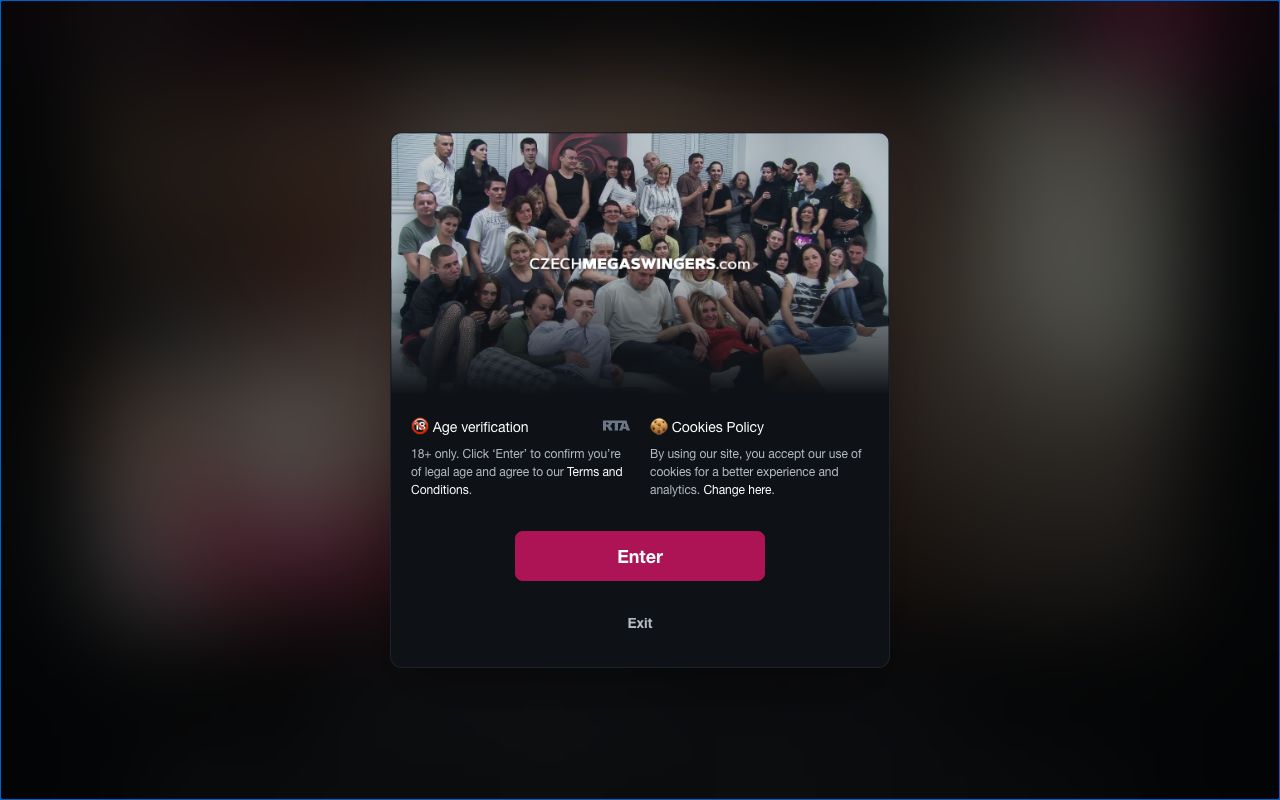 CZECHMEGASWINGERS.com
🔞 Age verification
RTA
18+ only. Click ‘Enter’ to confirm you’re
of legal age and agree to our Terms and
Conditions.
🍪 Cookies Policy
By using our site, you accept our use of
cookies for a better experience and
analytics. Change here.
Enter
Exit